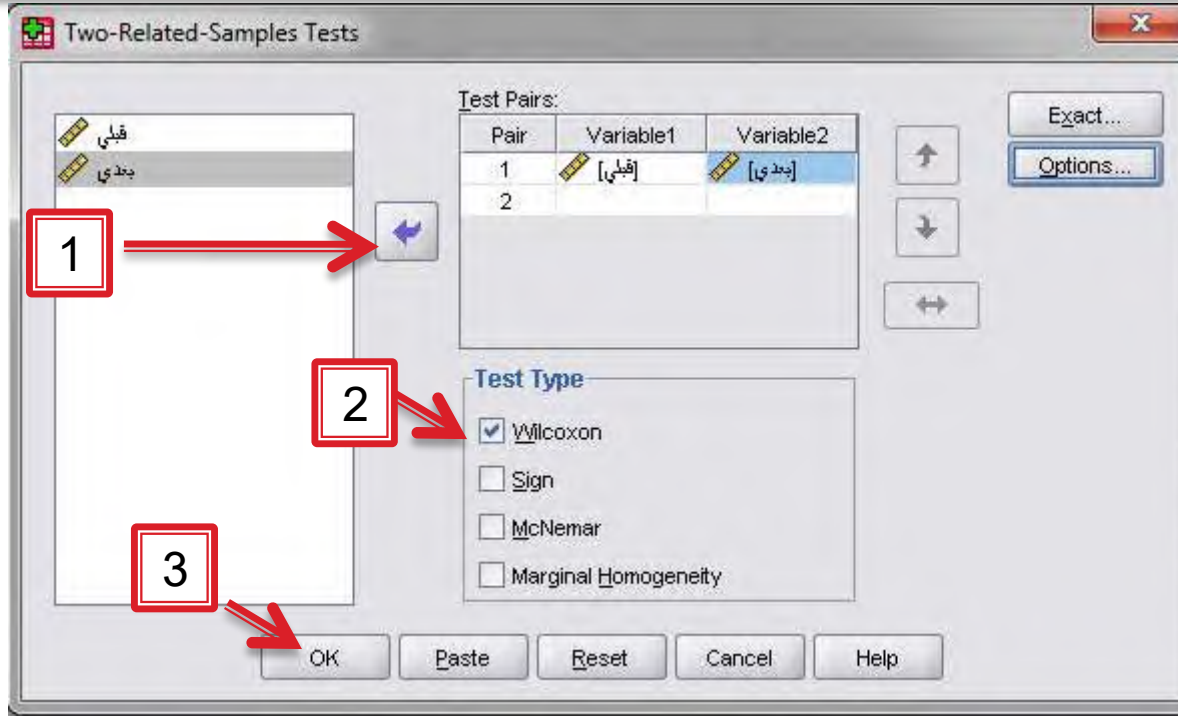 Two-Related-Samples Tests
قبلي
بعدي
1
Test Pairs:
Pair Variable1 Variable2
1 [قبلي] [بعدي]
2
Exact...
Options...
2
Test Type
Wilcoxon
Sign
McNemar
Marginal Homogeneity
3
OK Paste Reset Cancel Help